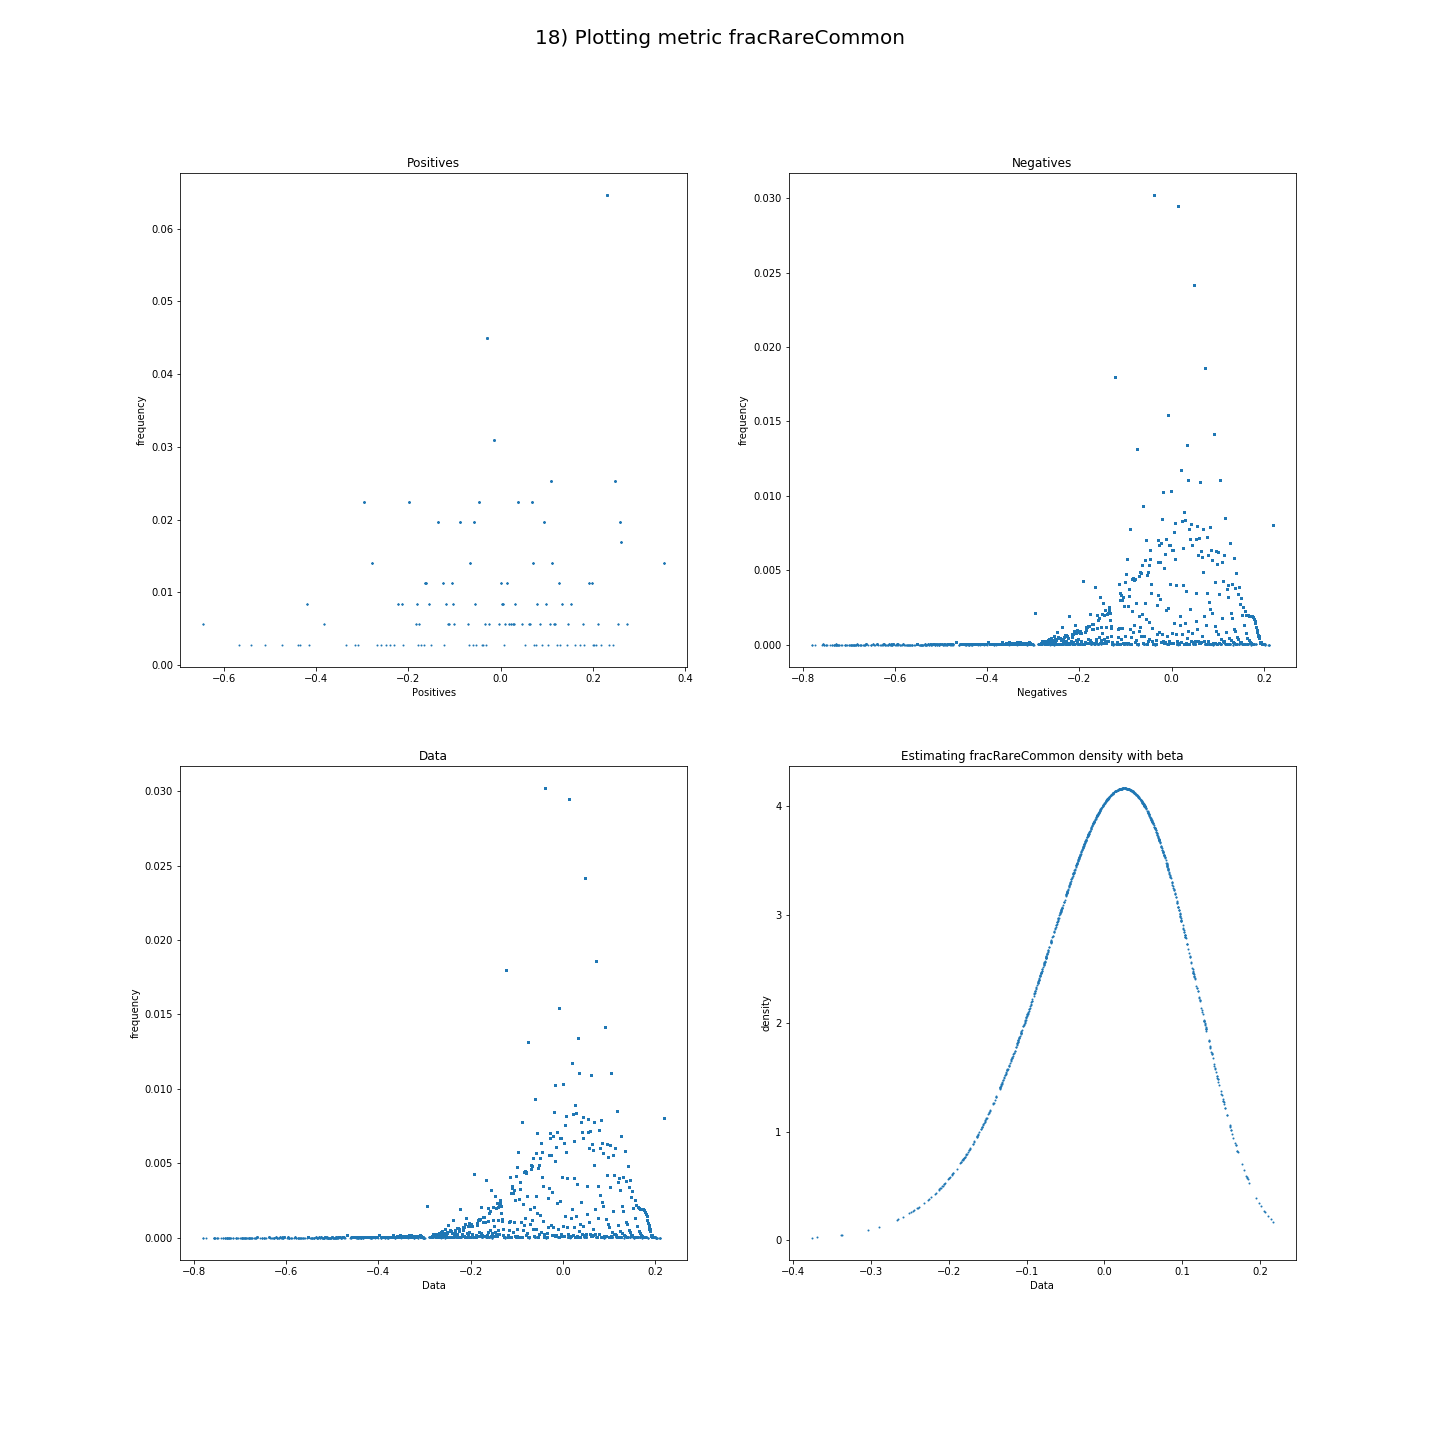 18) Plotting metric fracRareCommon
Positives
0.06
0.05
0.04
0.03
0.02
0.01
0.00
frequency
−0.6 −0.4 −0.2 0.0 0.2 0.4
Positives
Negatives
0.030
0.025
0.020
0.015
0.010
0.005
0.000
frequency
−0.8 −0.6 −0.4 −0.2 0.0 0.2
Negatives
Data
0.030
0.025
0.020
0.015
0.010
0.005
0.000
frequency
−0.8 −0.6 −0.4 −0.2 0.0 0.2
Data
Estimating fracRareCommon density with beta
4
3
2
1
0
density
−0.4 −0.3 −0.2 −0.1 0.0 0.1 0.2
Data